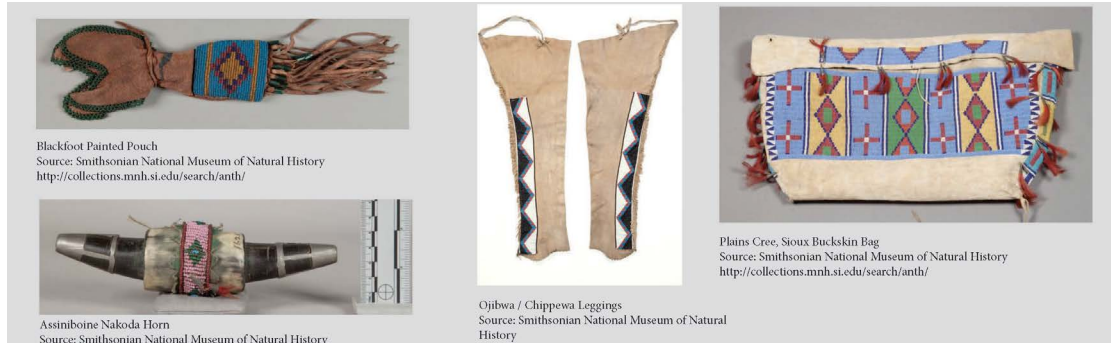 Blackfoot Painted Pouch
Source: Smithsonian National Museum of Natural History
http://collections.mnh.si.edu/search/anth/
Assiniboine Nakoda Horn
Source: Smithsonian National Museum of Natural History
Ojibwa / Chippewa Leggings
Source: Smithsonian National Museum of Natural
History
Plains Cree, Sioux Buckskin Bag
Source: Smithsonian National Museum of Natural History
http://collections.mnh.si.edu/search/anth/